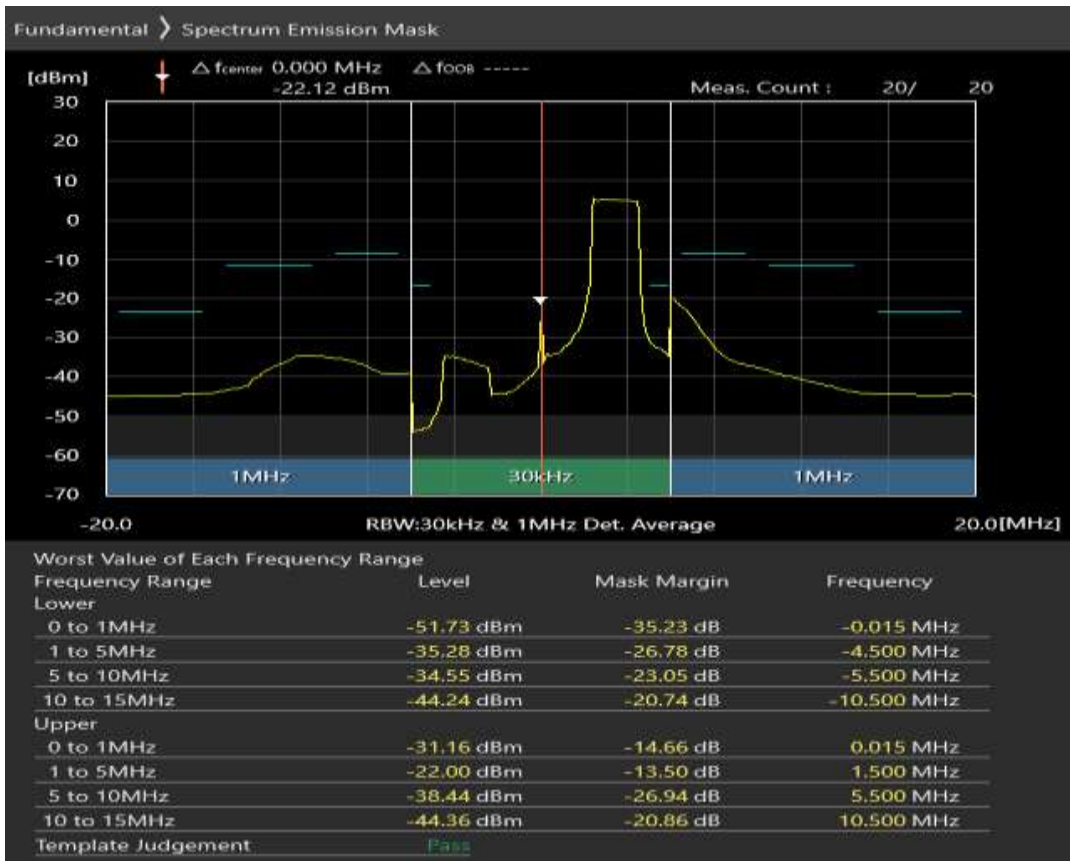 Fundamental 》 Spectrum Emission Mask
[dBm] △ fcenter 0.000 MHz △ fOOB -----
-22.12 dBm Meas. Count : 20/ 20
30
20
10
0
-10
-20
-30
-40
-50
-60
-70
1MHz 30kHz 1MHz
-20.0 RBW:30kHz & 1MHz Det. Average 20.0[MHz]
Worst Value of Each Frequency Range
Frequency Range Level Mask Margin Frequency
Lower
0 to 1MHz -51.73 dBm -35.23 dB -0.015 MHz
1 to 5MHz -35.28 dBm -26.78 dB -4.500 MHz
5 to 10MHz -34.55 dBm -23.05 dB -5.500 MHz
10 to 15MHz -44.24 dBm -20.74 dB -10.500 MHz
Upper
0 to 1MHz -31.16 dBm -14.66 dB 0.015 MHz
1 to 5MHz -22.00 dBm -13.50 dB 1.500 MHz
5 to 10MHz -38.44 dBm -26.94 dB 5.500 MHz
10 to 15MHz -44.36 dBm -20.86 dB 10.500 MHz
Template Judgement Pass